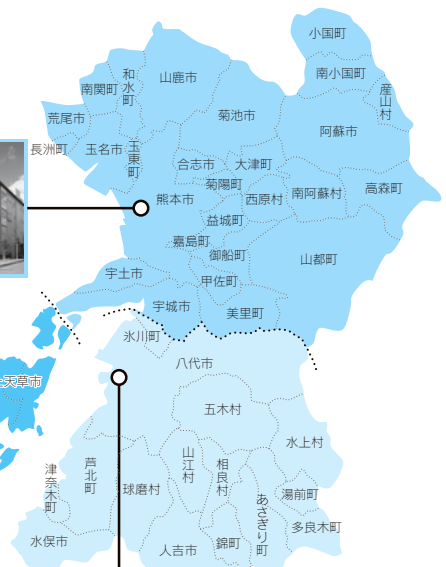 小国町
南小国町
産山村
山鹿市
和水町
南関町
菊池市
荒尾市
阿蘇市
長洲町
玉名市
玉東町
合志市
大津町
菊陽町
熊本市
西原村
南阿蘇村
高森町
益城町
嘉島町
御船町
山都町
宇土市
甲佐町
宇城市
美里町
氷川町
八代市
天草市
五木村
水上村
芦北町
山江村
相良村
津奈木町
球磨村
湯前町
あさぎり町
多良木町
水俣市
人吉市
錦町